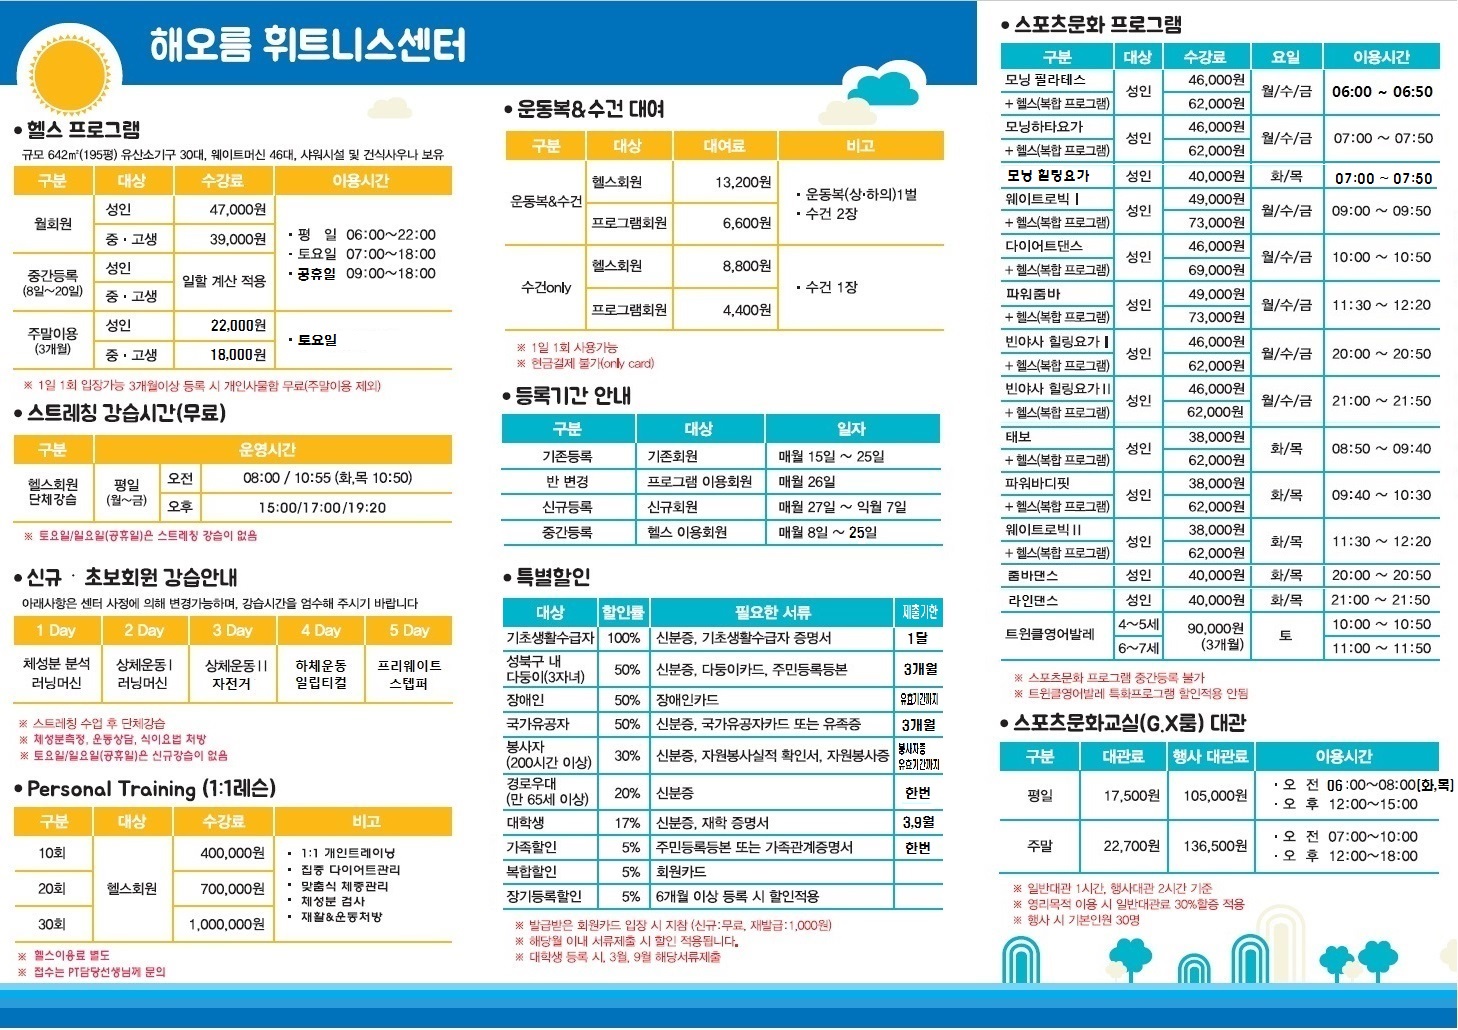 해오름 휘트니스센터
• 헬스 프로그램
규모 642㎡(195평) 유산소기구 30대, 웨이트머신 46대, 샤워시설 및 건식사우나 보유
구분 대상 수강료 이용시간
월회원 성인 47,000원
중·고생 39,000원
· 평 일 06:00~22:00
· 토요일 07:00~18:00
· 공휴일 09:00~18:00
중간등록 (8일~20일) 성인 일할 계산 적용
중·고생
주말이용 (3개월) 성인 22,000원 · 토요일
중·고생 18,000원
※ 1일 1회 입장가능 3개월이상 등록 시 개인사물함 무료(주말이용 제외)
• 스트레칭 강습시간(무료)
구분 운영시간
헬스회원 단체강습 평일 (월~금) 오전 08:00 / 10:55 (화,목 10:50)
오후 15:00/17:00/19:20
※ 토요일/일요일(공휴일)은 스트레칭 강습이 없음
• 신규 · 초보회원 강습안내
아래사항은 센터 사정에 의해 변경가능하며, 강습시간을 엄수해 주시기 바랍니다
1 Day 2 Day 3 Day 4 Day 5 Day
체성분 분석 상체운동Ⅰ 상체운동Ⅱ 하체운동 프리웨이트
러닝머신 러닝머신 자전거 일립티컬 스텝퍼
※ 스트레칭 수업 후 단체강습
※ 체성분측정, 운동상담, 식이요법 처방
※ 토요일/일요일(공휴일)은 신규강습이 없음
• Personal Training (1:1레슨)
구분 대상 수강료 비고
10회 헬스회원 400,000원
20회 700,000원
30회 1,000,000원
· 1:1 개인트레이닝
· 집중 다이어트관리
· 맞춤식 체중관리
· 체성분 검사
· 재활&운동처방
※ 헬스이용료 별도
※ 접수는 PT담당선생님께 문의
• 운동복&수건 대여
구분 대상 대여료 비고
운동복&수건 헬스회원 13,200원
프로그램회원 6,600원
· 운동복(상·하의)1벌
· 수건 2장
수건only 헬스회원 8,800원 · 수건 1장
프로그램회원 4,400원
※ 1일 1회 사용가능
※ 현금결제 불가(only card)
• 등록기간 안내
구분 대상 일자
기존등록 기존회원 매월 15일 ~ 25일
반 변경 프로그램 이용회원 매월 26일
신규등록 신규회원 매월 27일 ~ 익월 7일
중간등록 헬스 이용회원 매월 8일 ~ 25일
• 특별할인
대상 할인률 필요한 서류 제출기한
기초생활수급자 100% 신분증, 기초생활수급자 증명서 1달
성북구 내 다둥이(3자녀) 50% 신분증, 다둥이카드, 주민등록등본 3개월
장애인 50% 장애인카드 유효기간까지
국가유공자 50% 신분증, 국가유공자카드 또는 유족증 3개월
봉사자 (200시간 이상) 30% 신분증, 자원봉사실적 확인서, 자원봉사증 봉사자증 유효기간까지
경로우대 (만 65세 이상) 20% 신분증 한번
대학생 17% 신분증, 재학 증명서 3,9월
가족할인 5% 주민등록등본 또는 가족관계증명서 한번
복합할인 5% 회원카드
장기등록할인 5% 6개월 이상 등록 시 할인적용
※ 발급받은 회원카드 입장 시 지참 (신규:무료, 재발급:1,000원)
※ 해당월 이내 서류제출 시 할인 적용됩니다.
※ 대학생 등록 시, 3월, 9월 해당서류제출
• 스포츠문화 프로그램
구분 대상 수강료 요일 이용시간
모닝 필라테스 성인 46,000원 월/수/금 06:00 ~ 06:50
+ 헬스(복합 프로그램) 62,000원
모닝하타요가 성인 46,000원 월/수/금 07:00 ~ 07:50
+ 헬스(복합 프로그램) 62,000원
모닝 힐링요가 성인 40,000원 화/목 07:00 ~ 07:50
웨이트로빅Ⅰ 성인 49,000원 월/수/금 09:00 ~ 09:50
+ 헬스(복합 프로그램) 73,000원
다이어트댄스 성인 46,000원 월/수/금 10:00 ~ 10:50
+ 헬스(복합 프로그램) 69,000원
파워줌바 성인 49,000원 월/수/금 11:30 ~ 12:20
+ 헬스(복합 프로그램) 73,000원
빈야사 힐링요가Ⅰ 성인 46,000원 월/수/금 20:00 ~ 20:50
+ 헬스(복합 프로그램) 62,000원
빈야사 힐링요가Ⅱ 성인 46,000원 월/수/금 21:00 ~ 21:50
+ 헬스(복합 프로그램) 62,000원
태보 성인 38,000원 화/목 08:50 ~ 09:40
+ 헬스(복합 프로그램) 62,000원
파워바디핏 성인 38,000원 화/목 09:40 ~ 10:30
+ 헬스(복합 프로그램) 62,000원
웨이트로빅Ⅱ 성인 38,000원 화/목 11:30 ~ 12:20
+ 헬스(복합 프로그램) 62,000원
줌바댄스 성인 40,000원 화/목 20:00 ~ 20:50
라인댄스 성인 40,000원 화/목 21:00 ~ 21:50
트윈클영어발레 4~5세 90,000원 (3개월) 토 10:00 ~ 10:50
6~7세 11:00 ~ 11:50
※ 스포츠문화 프로그램 중간등록 불가
※ 트윈클영어발레 특화프로그램 할인적용 안됨
• 스포츠문화교실(G.X룸) 대관
구분 대관료 행사 대관료 이용시간
평일 17,500원 105,000원 · 오 전 06:00~08:00(화,목)
· 오 후 12:00~15:00
주말 22,700원 136,500원 · 오 전 07:00~10:00
· 오 후 12:00~18:00
※ 일반대관 1시간, 행사대관 2시간 기준
※ 영리목적 이용 시 일반대관료 30%할증 적용
※ 행사 시 기본인원 30명